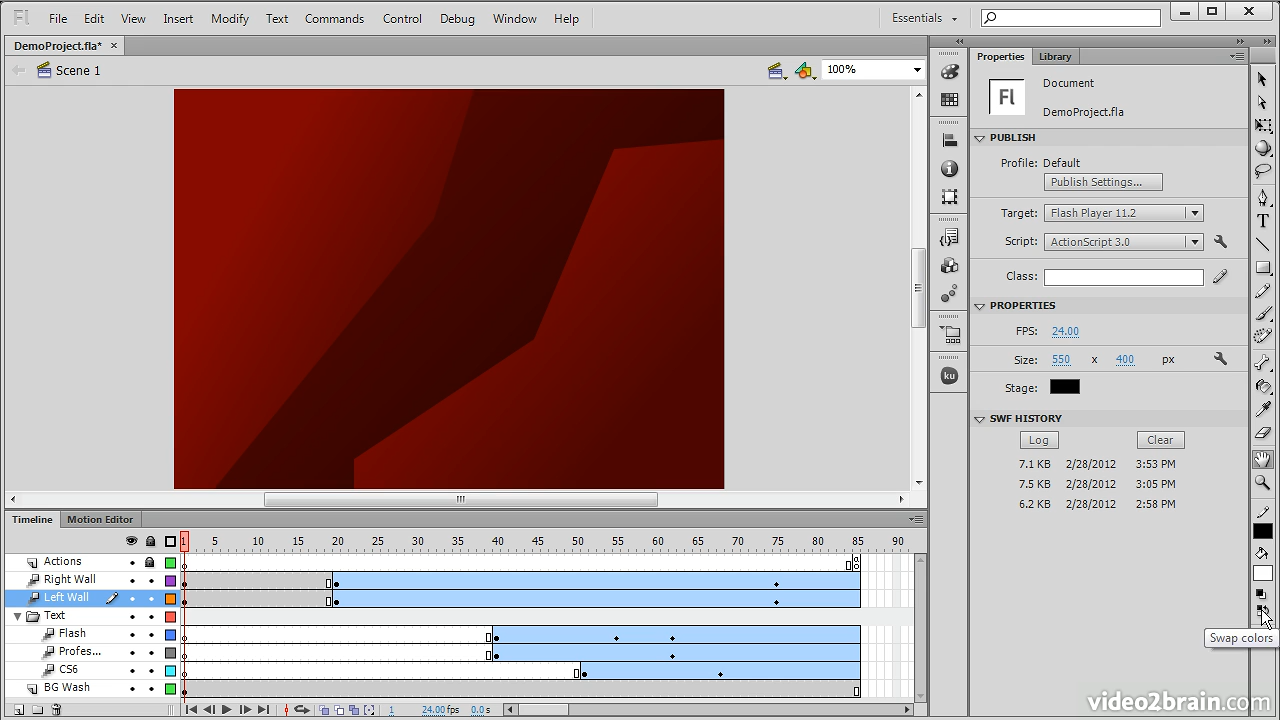 Fl File Edit View Insert Modify Text Commands Control Debug Window Help Essentials
DemoProject.fla* ×
Scene 1 100%
Properties Library
Fl Document
DemoProject.fla
PUBLISH
Profile: Default
Publish Settings...
Target: Flash Player 11.2
Script: ActionScript 3.0
Class:
PROPERTIES
FPS: 24.00
Size: 550 x 400 px
Stage:
SWF HISTORY
Log Clear
7.1 KB 2/28/2012 3:53 PM
7.5 KB 2/28/2012 3:05 PM
6.2 KB 2/28/2012 2:58 PM
ku
T
Swap colors
Timeline Motion Editor
1 5 10 15 20 25 30 35 40 45 50 55 60 65 70 75 80 85 90
Actions
Right Wall
Left Wall
Text
Flash
Profes...
CS6
BG Wash
1 24.00 fps 0.0 s
video2brain.com